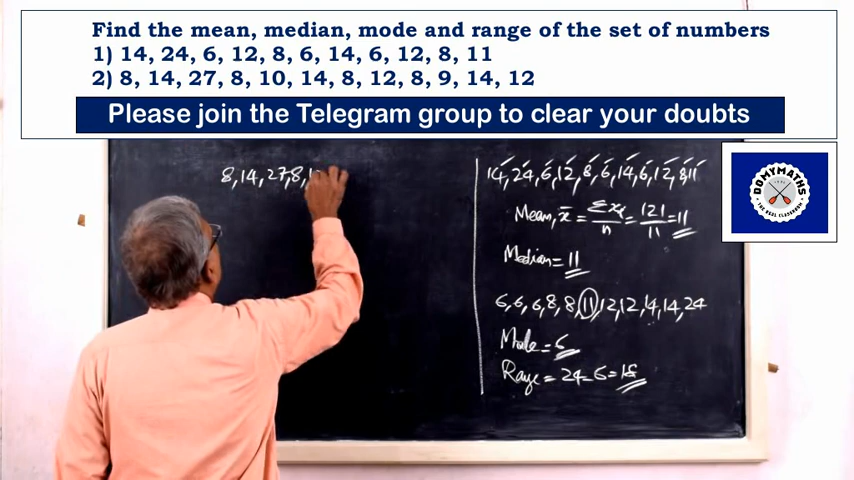 Find the mean, median, mode and range of the set of numbers
1) 14, 24, 6, 12, 8, 6, 14, 6, 12, 8, 11
2) 8, 14, 27, 8, 10, 14, 8, 12, 8, 9, 14, 12
Please join the Telegram group to clear your doubts
DOMYMATHS
THE REAL CLASSROOM
8, 14, 27, 8, 1
14, 24, 6, 12, 8, 6, 14, 6, 12, 8, 11
Mean, x̄ = Σxi/n = 121/11 = 11
Median = 11
6, 6, 6, 8, 8, 11, 12, 12, 14, 14, 24
Mode = 6
Range = 24 - 6 = 18